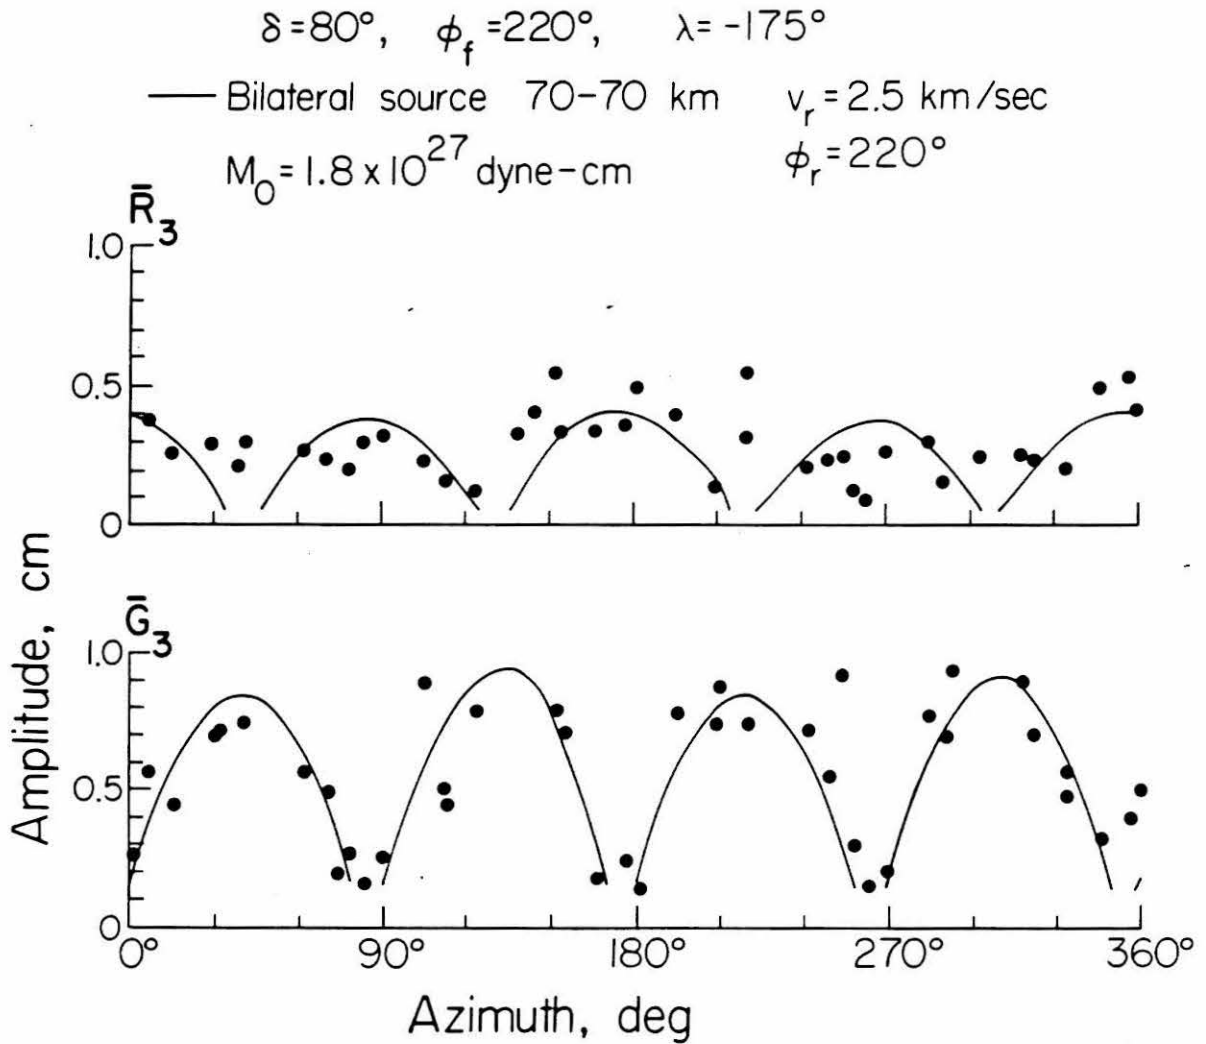 δ=80°, ϕf=220°, λ=-175°
Bilateral source 70-70 km vr=2.5 km/sec
M0=1.8x10^27 dyne-cm ϕr=220°
R̄3
1.0
0.5
0
Ḡ3
1.0
0.5
0
0° 90° 180° 270° 360°
Amplitude, cm
Azimuth, deg